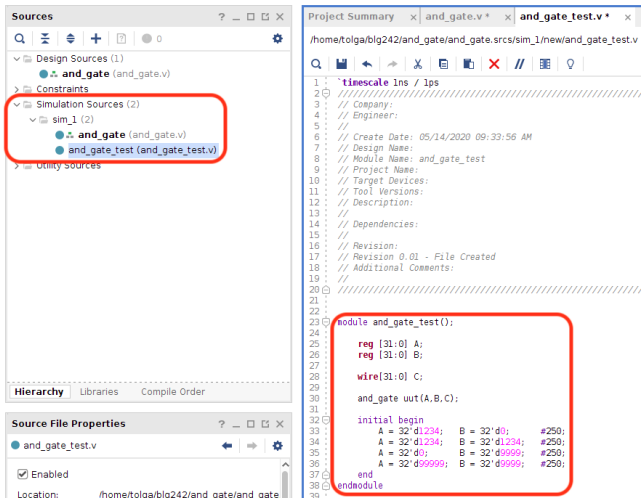 Sources
? _ □ X
0
Design Sources (1)
and_gate (and_gate.v)
Constraints
Simulation Sources (2)
sim_1 (2)
and_gate (and_gate.v)
and_gate_test (and_gate_test.v)
Utility Sources
Hierarchy Libraries Compile Order
Source File Properties
? _ □ X
and_gate_test.v
Enabled
Location: /home/tolga/blg242/and_gate/and_gate
Project Summary × and_gate.v * × and_gate_test.v * ×
/home/tolga/blg242/and_gate/and_gate.srcs/sim_1/new/and_gate_test.v
1 `timescale 1ns / 1ps
2 //////////////////////////////////////////////////////////////////////
3 // Company:
4 // Engineer:
5 //
6 // Create Date: 05/14/2020 09:33:56 AM
7 // Design Name:
8 // Module Name: and_gate_test
9 // Project Name:
10 // Target Devices:
11 // Tool Versions:
12 // Description:
13 //
14 // Dependencies:
15 //
16 // Revision:
17 // Revision 0.01 - File Created
18 // Additional Comments:
19 //
20 //////////////////////////////////////////////////////////////////////
21
22
23 module and_gate_test();
24
25 reg [31:0] A;
26 reg [31:0] B;
27
28 wire[31:0] C;
29
30 and_gate uut(A,B,C);
31
32 initial begin
33 A = 32'd1234; B = 32'd0; #250;
34 A = 32'd1234; B = 32'd1234; #250;
35 A = 32'd0; B = 32'd9999; #250;
36 A = 32'd99999; B = 32'd9999; #250;
37 end
38 endmodule
39